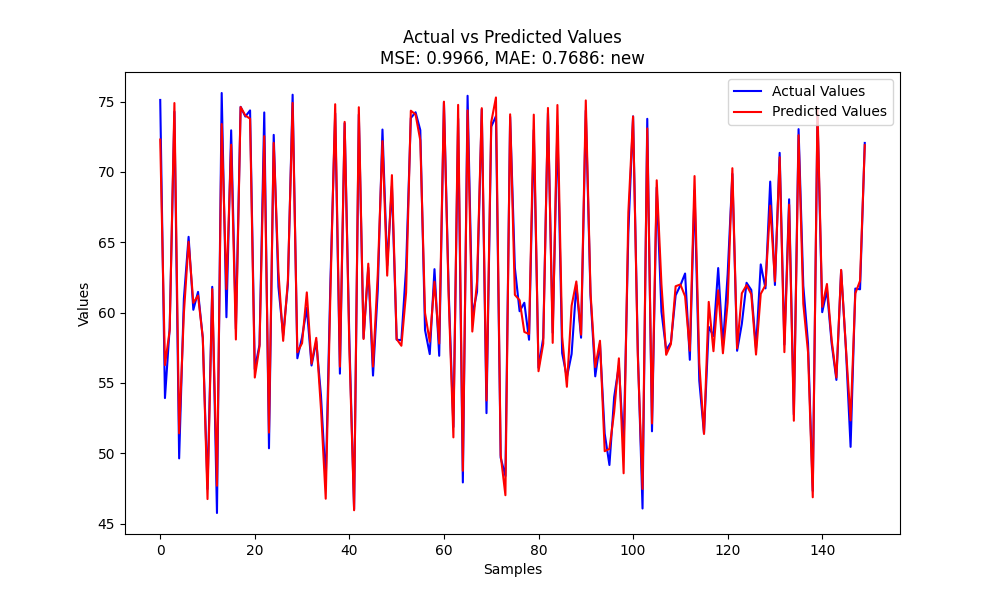 Actual vs Predicted Values
MSE: 0.9966, MAE: 0.7686: new
Actual Values
Predicted Values
Values
75
70
65
60
55
50
45
0 20 40 60 80 100 120 140
Samples